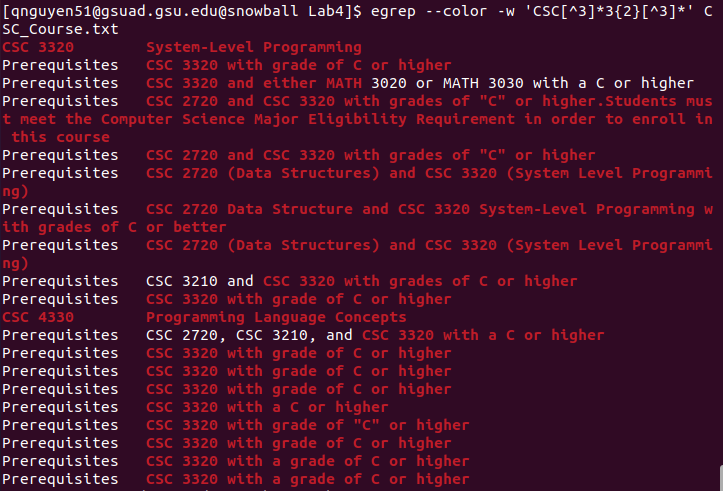 [qnguyen51@gsuad.gsu.edu@snowball Lab4]$ egrep --color -w 'CSC[^3]*3{2}[^3]*' C
SC_Course.txt
CSC 3320        System-Level Programming
Prerequisites   CSC 3320 with grade of C or higher
Prerequisites   CSC 3320 and either MATH 3020 or MATH 3030 with a C or higher
Prerequisites   CSC 2720 and CSC 3320 with grades of "C" or higher.Students mus
t meet the Computer Science Major Eligibility Requirement in order to enroll in
 this course
Prerequisites   CSC 2720 and CSC 3320 with grades of "C" or higher
Prerequisites   CSC 2720 (Data Structures) and CSC 3320 (System Level Programmi
ng)
Prerequisites   CSC 2720 Data Structure and CSC 3320 System-Level Programming w
ith grades of C or better
Prerequisites   CSC 2720 (Data Structures) and CSC 3320 (System Level Programmi
ng)
Prerequisites   CSC 3210 and CSC 3320 with grades of C or higher
Prerequisites   CSC 3320 with grade of C or higher
CSC 4330        Programming Language Concepts
Prerequisites   CSC 2720, CSC 3210, and CSC 3320 with a C or higher
Prerequisites   CSC 3320 with grade of C or higher
Prerequisites   CSC 3320 with grade of C or higher
Prerequisites   CSC 3320 with grade of C or higher
Prerequisites   CSC 3320 with a C or higher
Prerequisites   CSC 3320 with grade of "C" or higher
Prerequisites   CSC 3320 with grade of C or higher
Prerequisites   CSC 3320 with a grade of C or higher
Prerequisites   CSC 3320 with a grade of C or higher